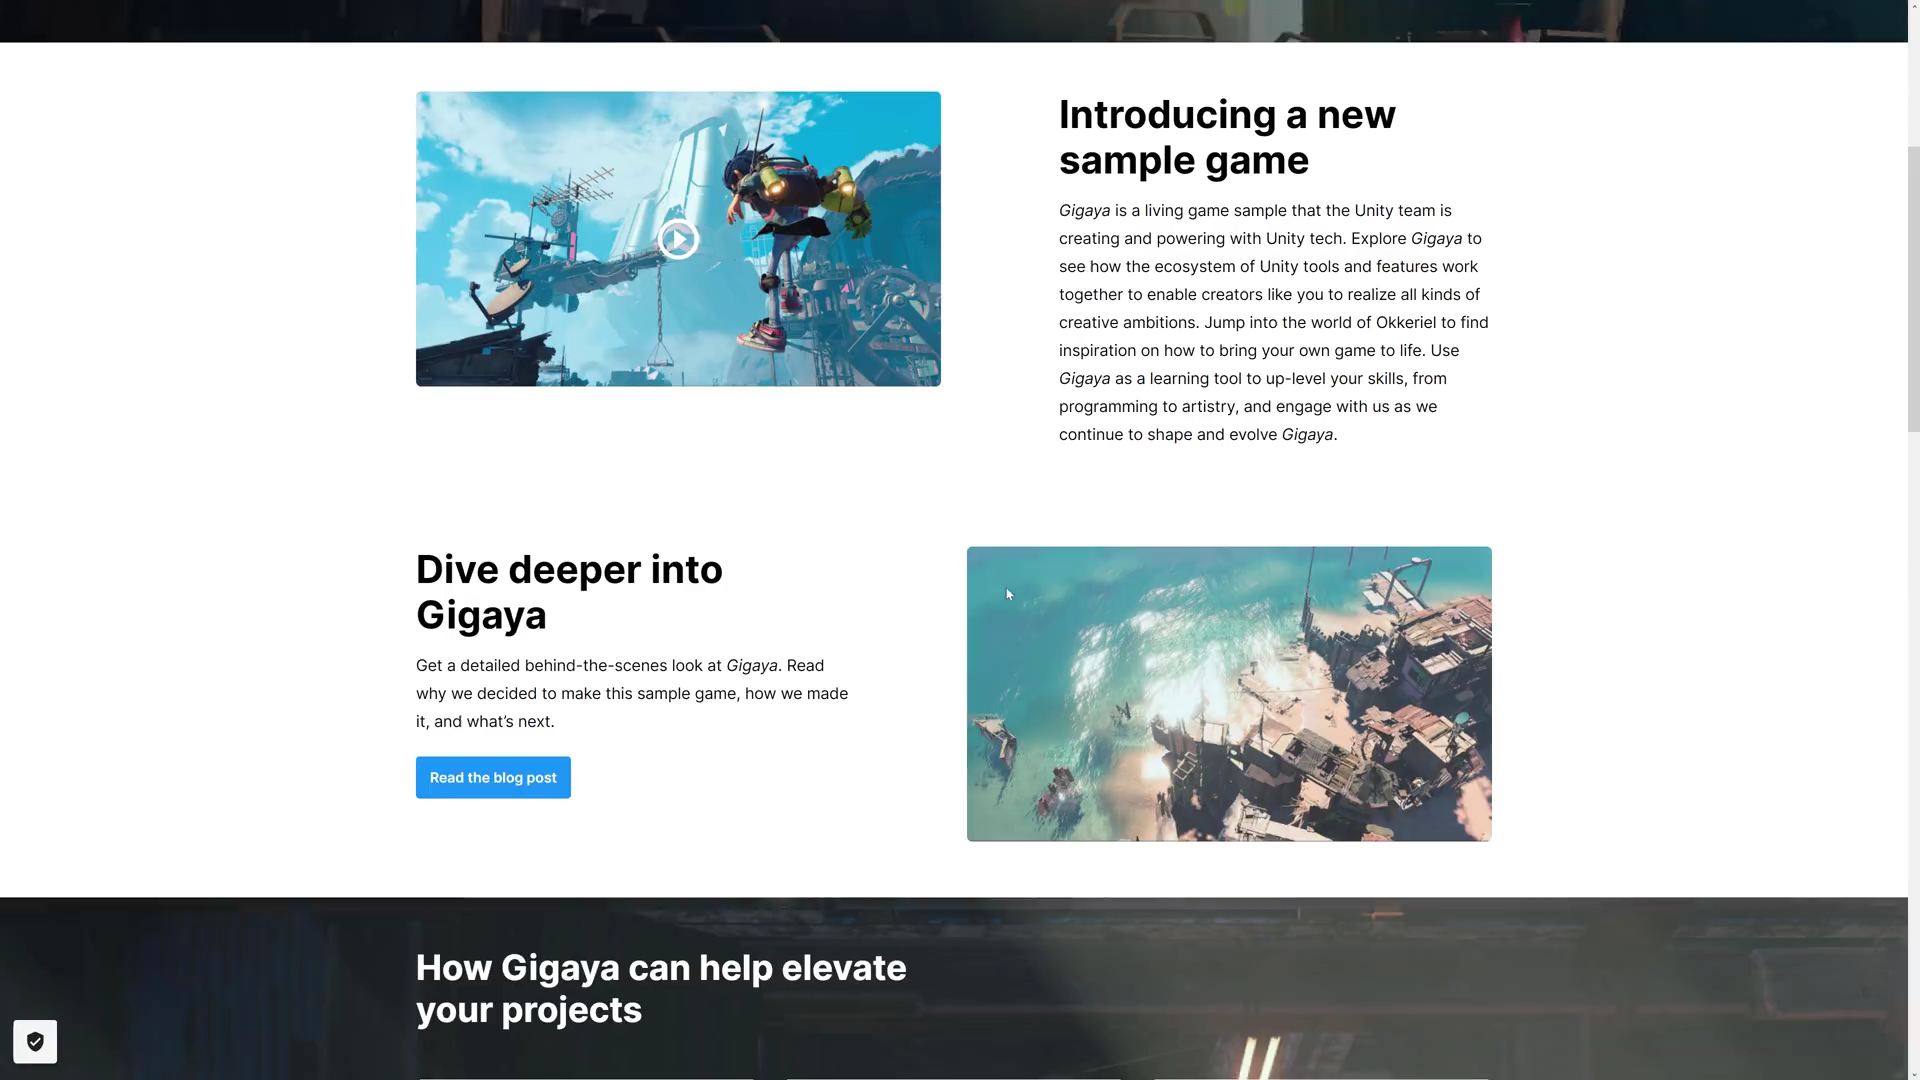 Introducing a new
sample game
Gigaya is a living game sample that the Unity team is
creating and powering with Unity tech. Explore Gigaya to
see how the ecosystem of Unity tools and features work
together to enable creators like you to realize all kinds of
creative ambitions. Jump into the world of Okkeriel to find
inspiration on how to bring your own game to life. Use
Gigaya as a learning tool to up-level your skills, from
programming to artistry, and engage with us as we
continue to shape and evolve Gigaya.
Dive deeper into
Gigaya
Get a detailed behind-the-scenes look at Gigaya. Read
why we decided to make this sample game, how we made
it, and what’s next.
Read the blog post
How Gigaya can help elevate
your projects